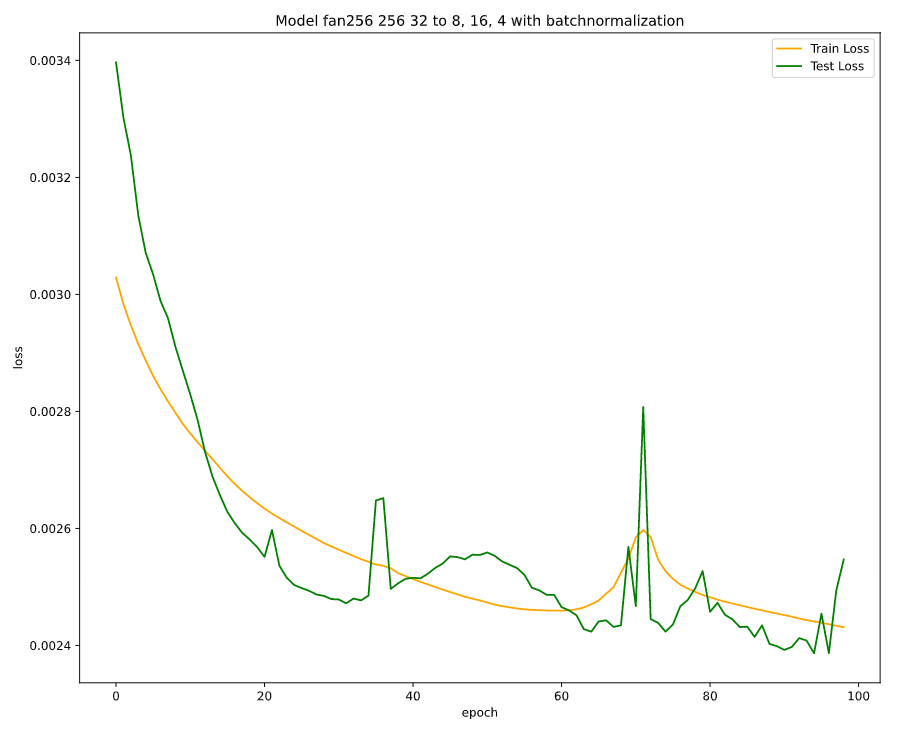 Model fan256 256 32 to 8, 16, 4 with batchnormalization
Train Loss
Test Loss
0.0034
0.0032
0.0030
0.0028
0.0026
0.0024
loss
0 20 40 60 80 100
epoch